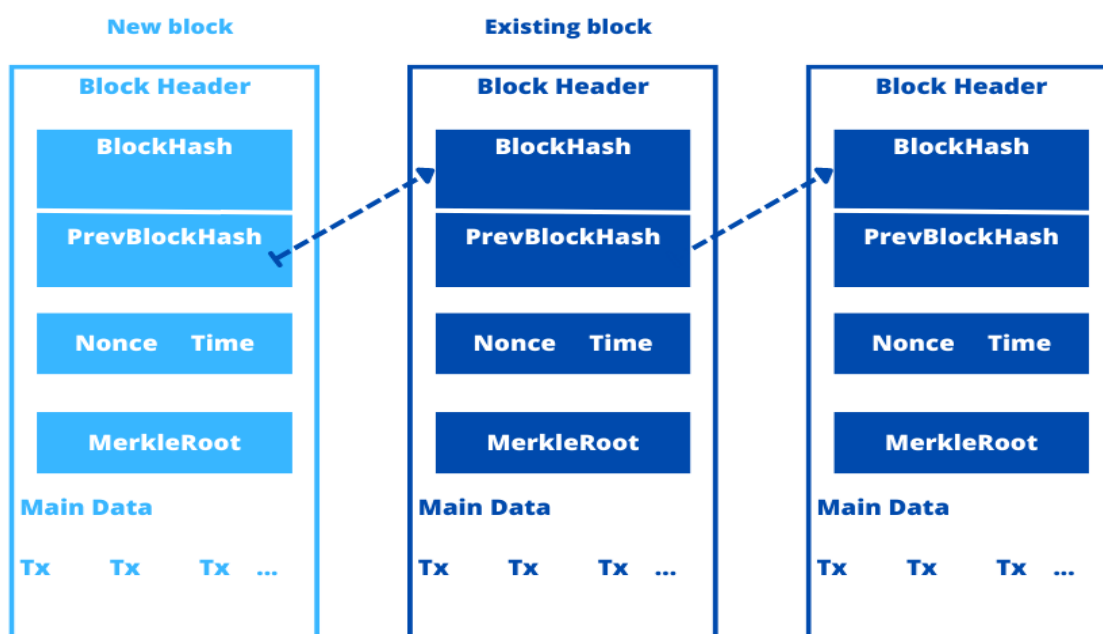 New block
Existing block
Block Header
BlockHash
PrevBlockHash
Nonce Time
MerkleRoot
Main Data
Tx Tx Tx ...
Block Header
BlockHash
PrevBlockHash
Nonce Time
MerkleRoot
Main Data
Tx Tx Tx ...
Block Header
BlockHash
PrevBlockHash
Nonce Time
MerkleRoot
Main Data
Tx Tx Tx ...